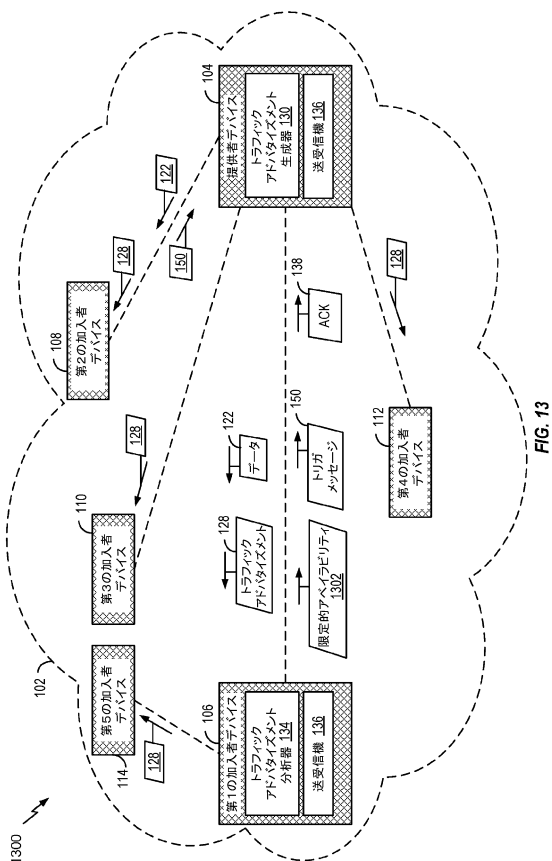 1300
102
第5の加入者
デバイス
114
128
第3の加入者
デバイス
110
128
第2の加入者
デバイス
108
128
122
150
第1の加入者デバイス
106
トラフィック
アドバタイズメント
分析器 134
送受信機 136
トラフィック
アドバタイズメント
128
データ
122
限定的アベイラビリティ
1302
トリガ
メッセージ
150
ACK
138
提供者デバイス
104
トラフィック
アドバタイズメント
生成器 130
送受信機 136
第4の加入者
デバイス
112
128
FIG. 13